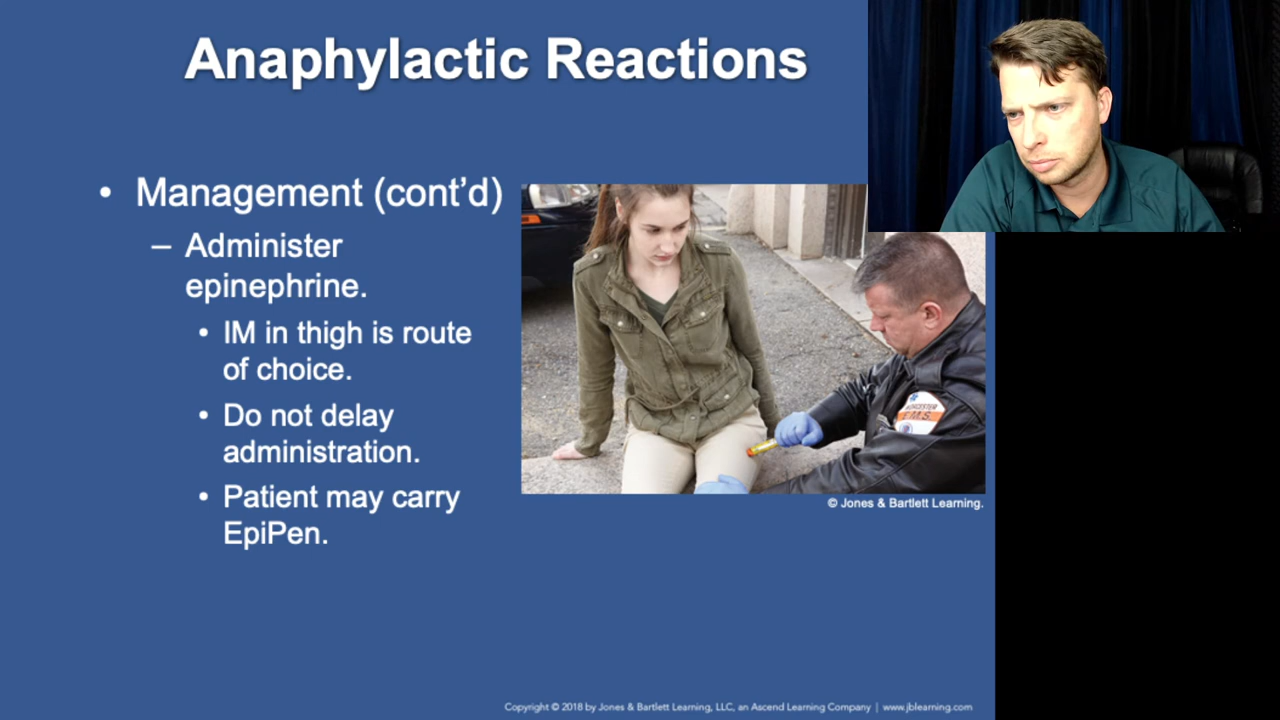 Anaphylactic Reactions
• Management (cont’d)
– Administer
epinephrine.
• IM in thigh is route
of choice.
• Do not delay
administration.
• Patient may carry
EpiPen.
EMS
© Jones & Bartlett Learning.
Copyright © 2018 by Jones & Bartlett Learning, LLC, an Ascend Learning Company | www.jblearning.com